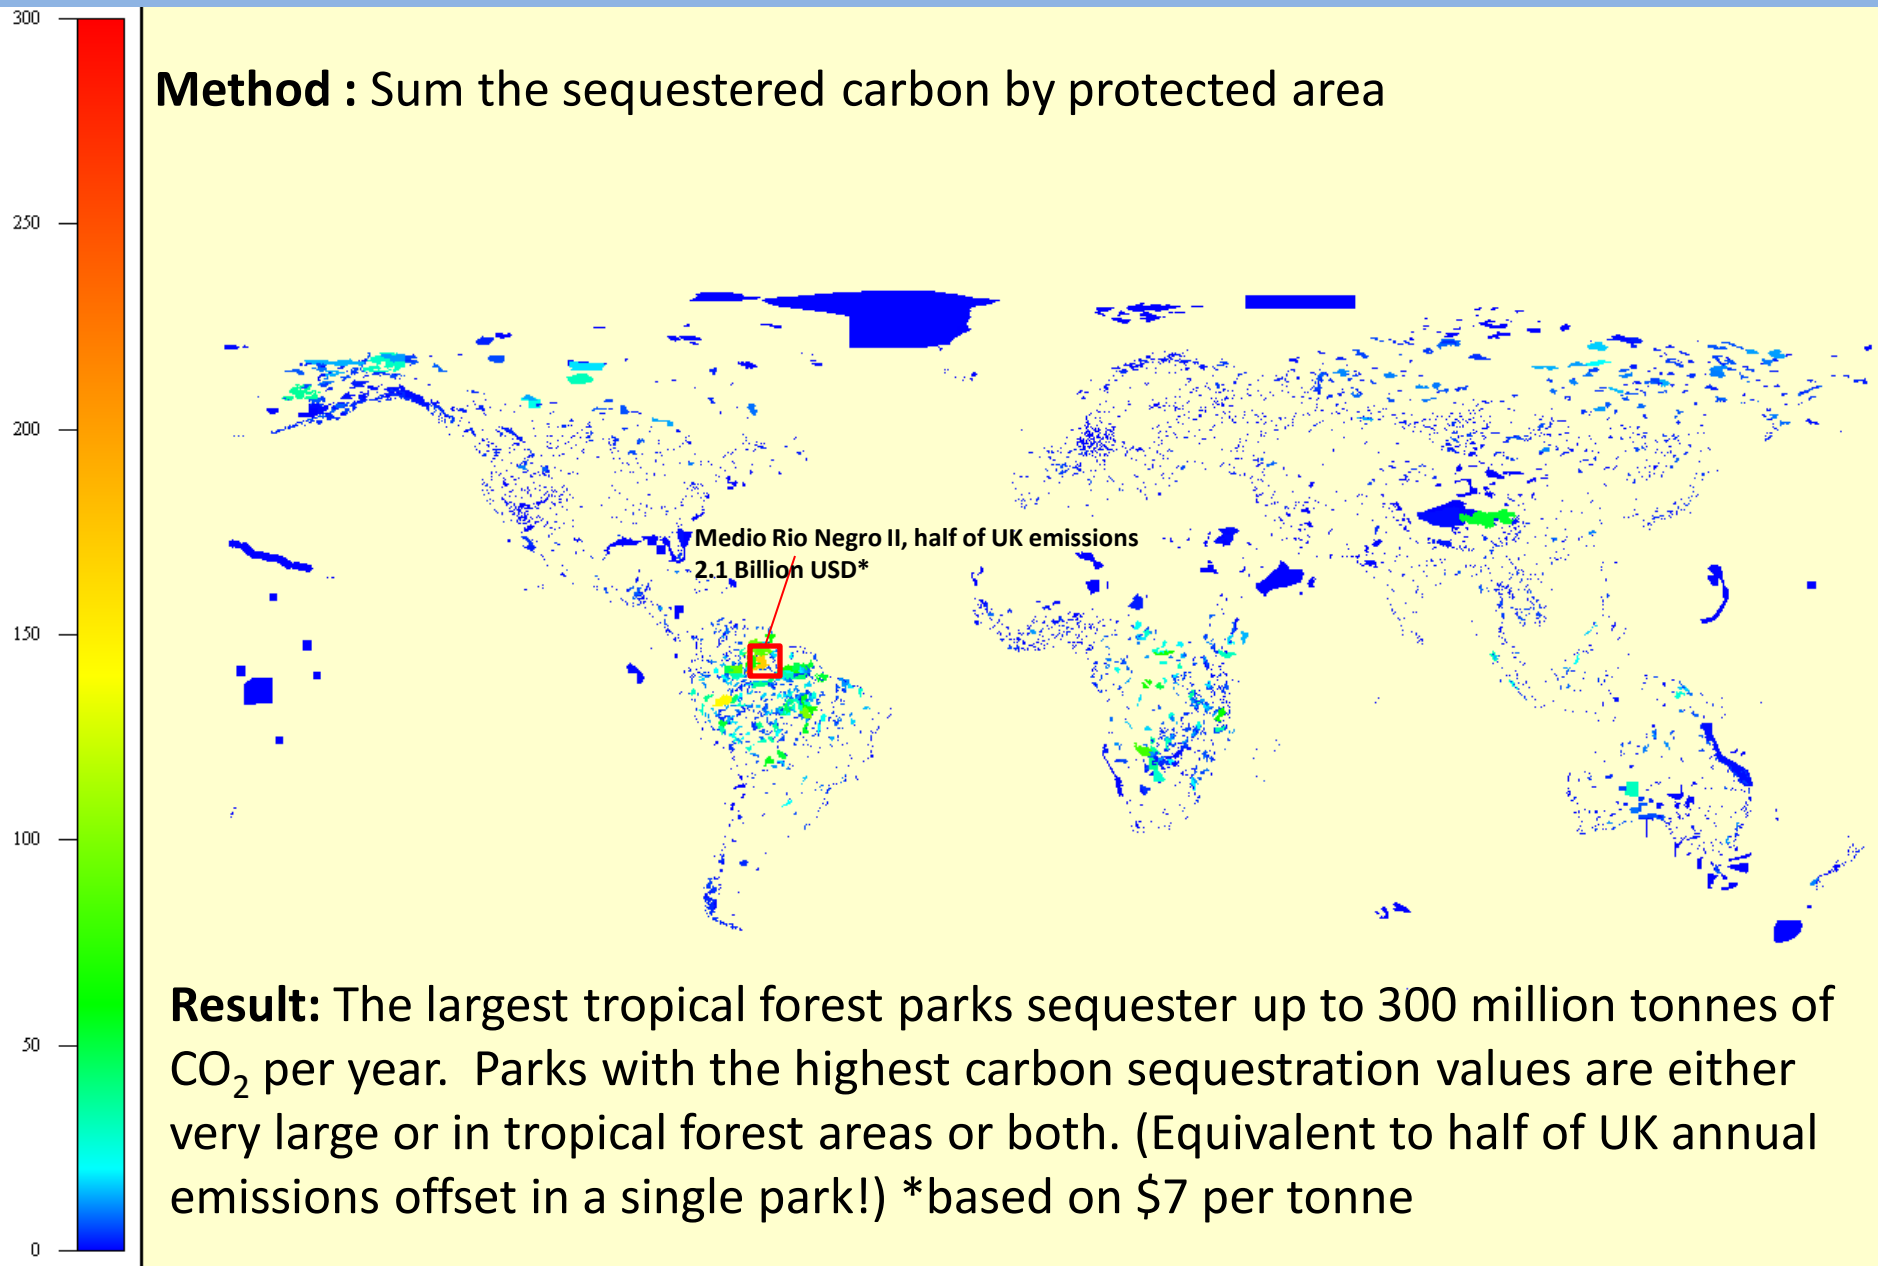 300
250
200
150
100
50
0
Method : Sum the sequestered carbon by protected area
Medio Rio Negro II, half of UK emissions
2.1 Billion USD*
Result: The largest tropical forest parks sequester up to 300 million tonnes of
CO₂ per year.  Parks with the highest carbon sequestration values are either
very large or in tropical forest areas or both. (Equivalent to half of UK annual
emissions offset in a single park!) *based on $7 per tonne